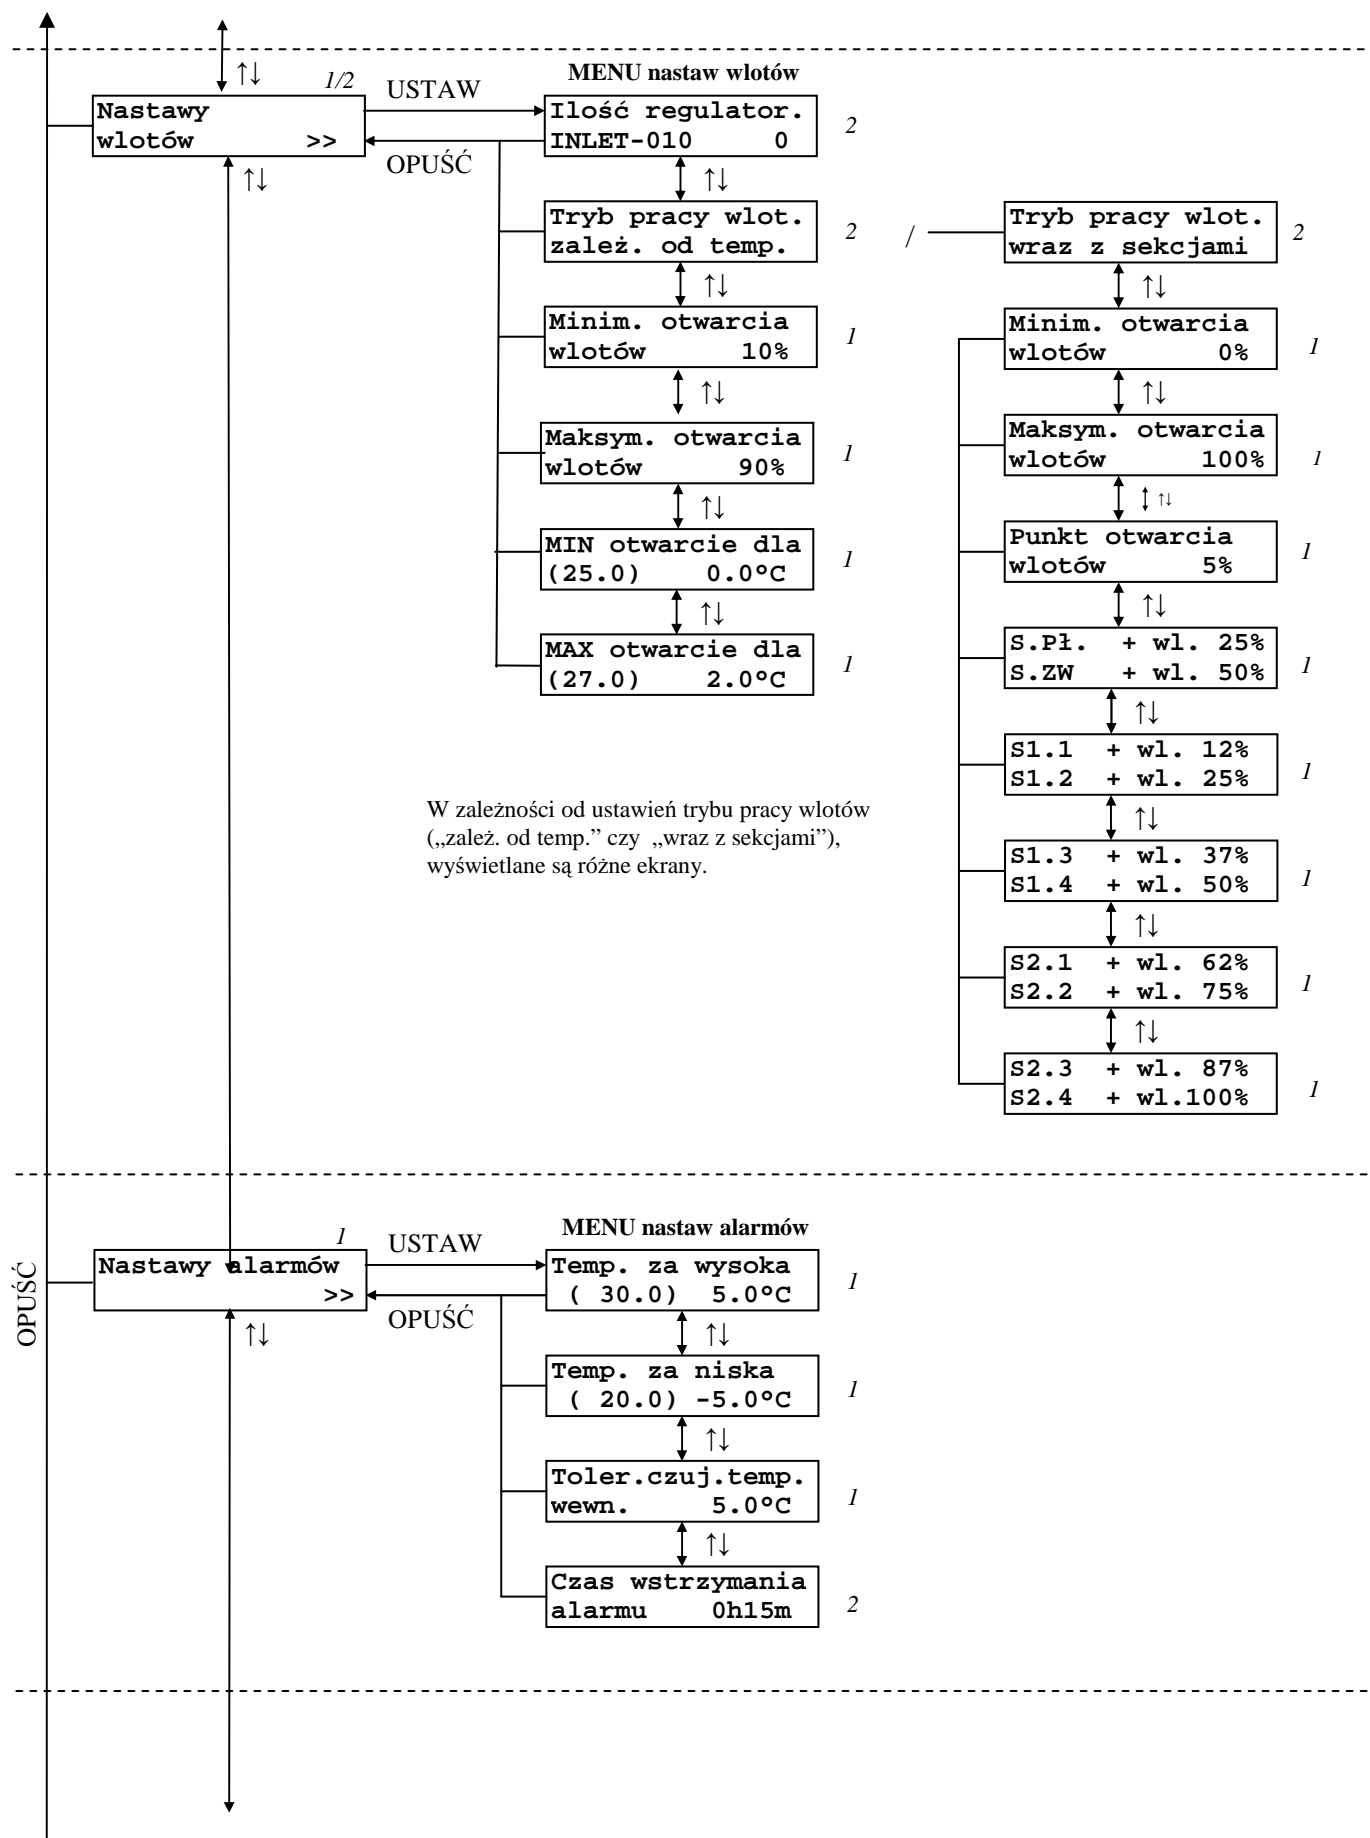 ↑↓
1/2
USTAW
MENU nastaw wlotów
Nastawy
wlotów >>
OPUŚĆ
↑↓
Ilość regulator.
INLET-010 0
2
↑↓
Tryb pracy wlot.
zależ. od temp.
2
↑↓
Minim. otwarcia
wlotów 10%
1
↑↓
Maksym. otwarcia
wlotów 90%
1
↑↓
MIN otwarcie dla
(25.0) 0.0°C
1
↑↓
MAX otwarcie dla
(27.0) 2.0°C
1
/
Tryb pracy wlot.
wraz z sekcjami
2
↑↓
Minim. otwarcia
wlotów 0%
1
↑↓
Maksym. otwarcia
wlotów 100%
1
↑↓
Punkt otwarcia
wlotów 5%
1
↑↓
S.Pł. + wl. 25%
S.ZW + wl. 50%
1
↑↓
S1.1 + wl. 12%
S1.2 + wl. 25%
1
↑↓
S1.3 + wl. 37%
S1.4 + wl. 50%
1
↑↓
S2.1 + wl. 62%
S2.2 + wl. 75%
1
↑↓
S2.3 + wl. 87%
S2.4 + wl.100%
1
W zależności od ustawień trybu pracy wlotów
(„zależ. od temp.” czy „wraz z sekcjami”),
wyświetlane są różne ekrany.
OPUŚĆ
1
USTAW
MENU nastaw alarmów
Nastawy alarmów
>>
OPUŚĆ
↑↓
Temp. za wysoka
( 30.0) 5.0°C
1
↑↓
Temp. za niska
( 20.0) -5.0°C
1
↑↓
Toler.czuj.temp.
wewn. 5.0°C
1
↑↓
Czas wstrzymania
alarmu 0h15m
2